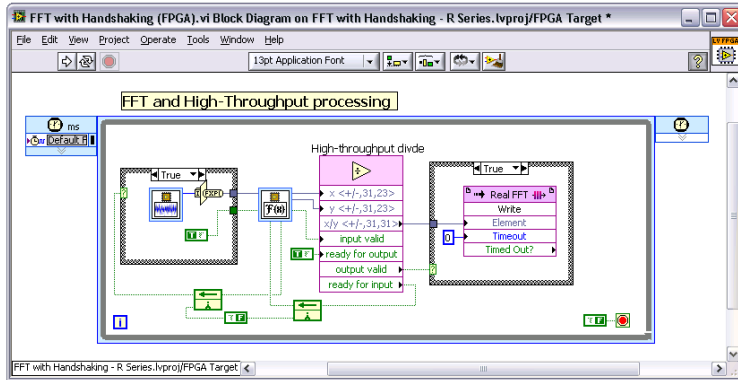 FFT with Handshaking (FPGA).vi Block Diagram on FFT with Handshaking - R Series.lvproj/FPGA Target *
File Edit View Project Operate Tools Window Help
13pt Application Font
LV FPGA
FFT and High-Throughput processing
ms
Default F
High-throughput divde
True
FXP
F(x)
x <+/-,31,23>
y <+/-,31,23>
x/y <+/-,31,31>
input valid
ready for output
output valid
ready for input
True
Real FFT
Write
Element
Timeout
Timed Out?
0
T F
T F
T F
T F
i
FFT with Handshaking - R Series.lvproj/FPGA Target